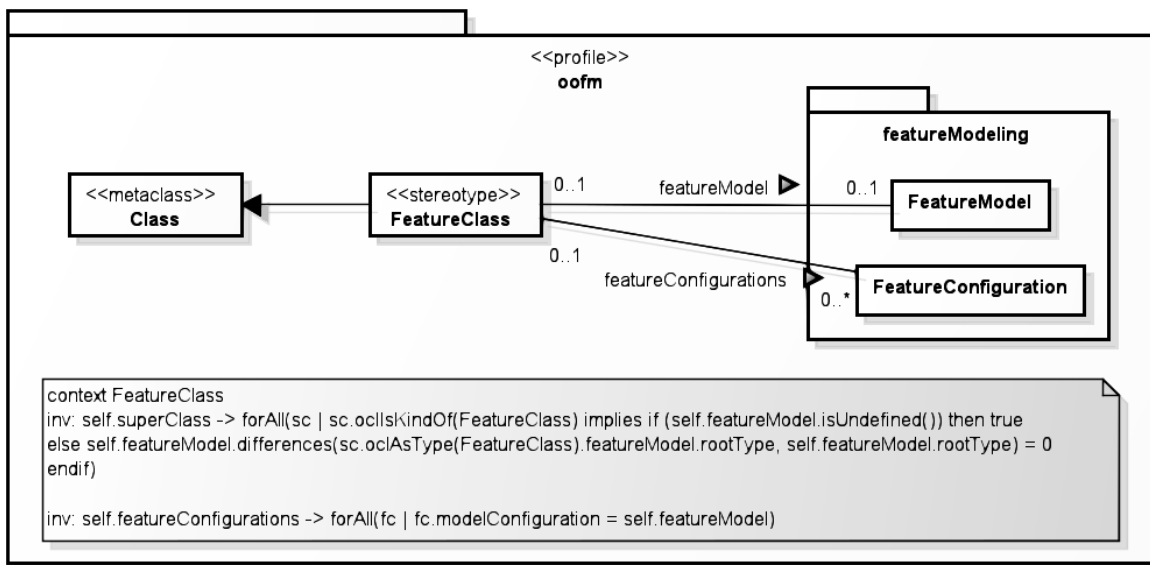 <<profile>>
oofm
featureModeling
<<metaclass>>
Class
<<stereotype>>
FeatureClass
0..1
featureModel
0..1
FeatureModel
0..1
featureConfigurations
0..*
FeatureConfiguration
context FeatureClass
inv: self.superClass -> forAll(sc | sc.oclIsKindOf(FeatureClass) implies if (self.featureModel.isUndefined()) then true
else self.featureModel.differences(sc.oclAsType(FeatureClass).featureModel.rootType, self.featureModel.rootType) = 0
endif)
inv: self.featureConfigurations -> forAll(fc | fc.modelConfiguration = self.featureModel)